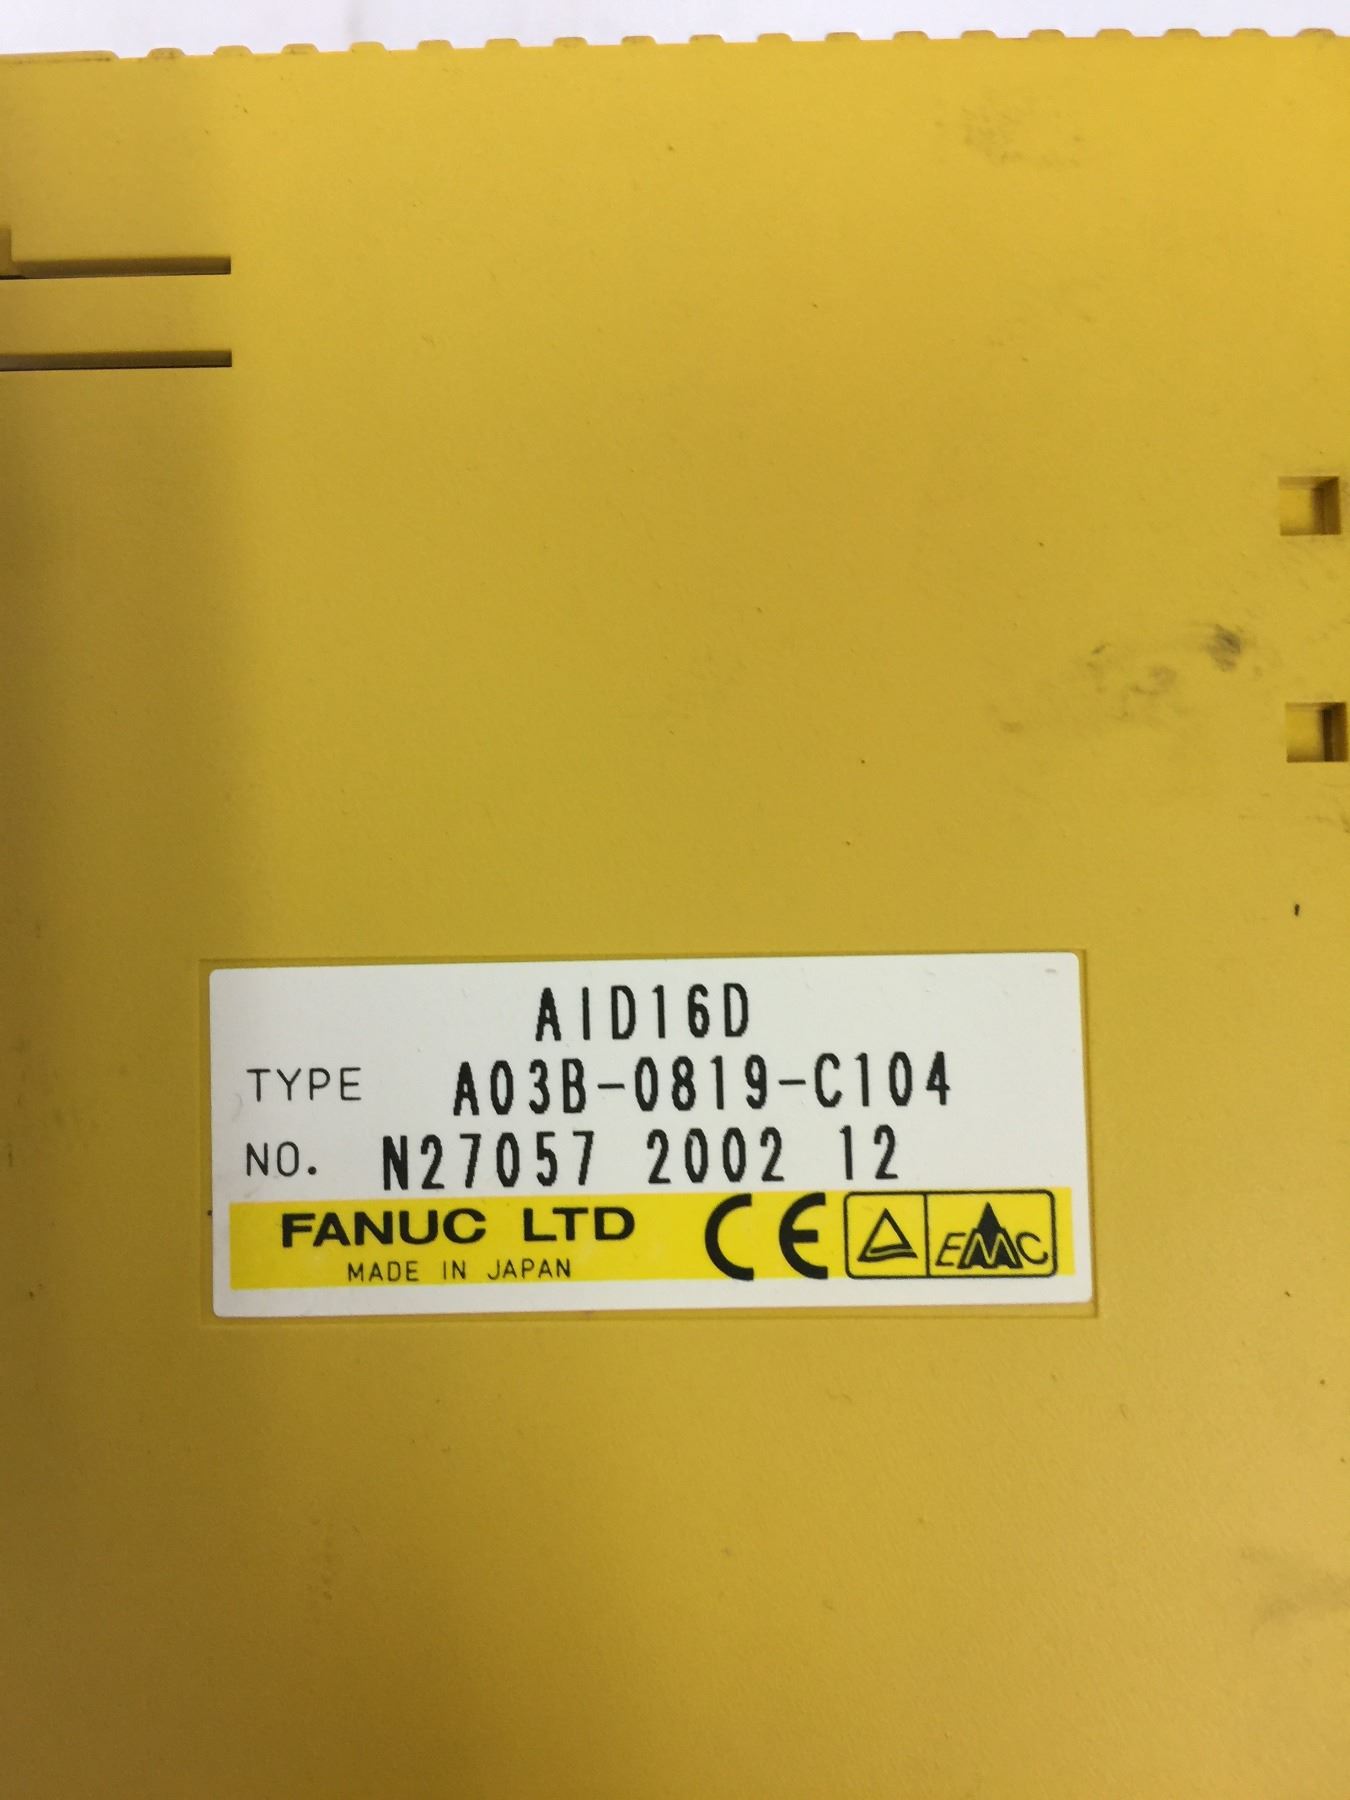 AID16D
TYPE A03B-0819-C104
NO. N27057 2002 12
FANUC LTD CE EMC
MADE IN JAPAN